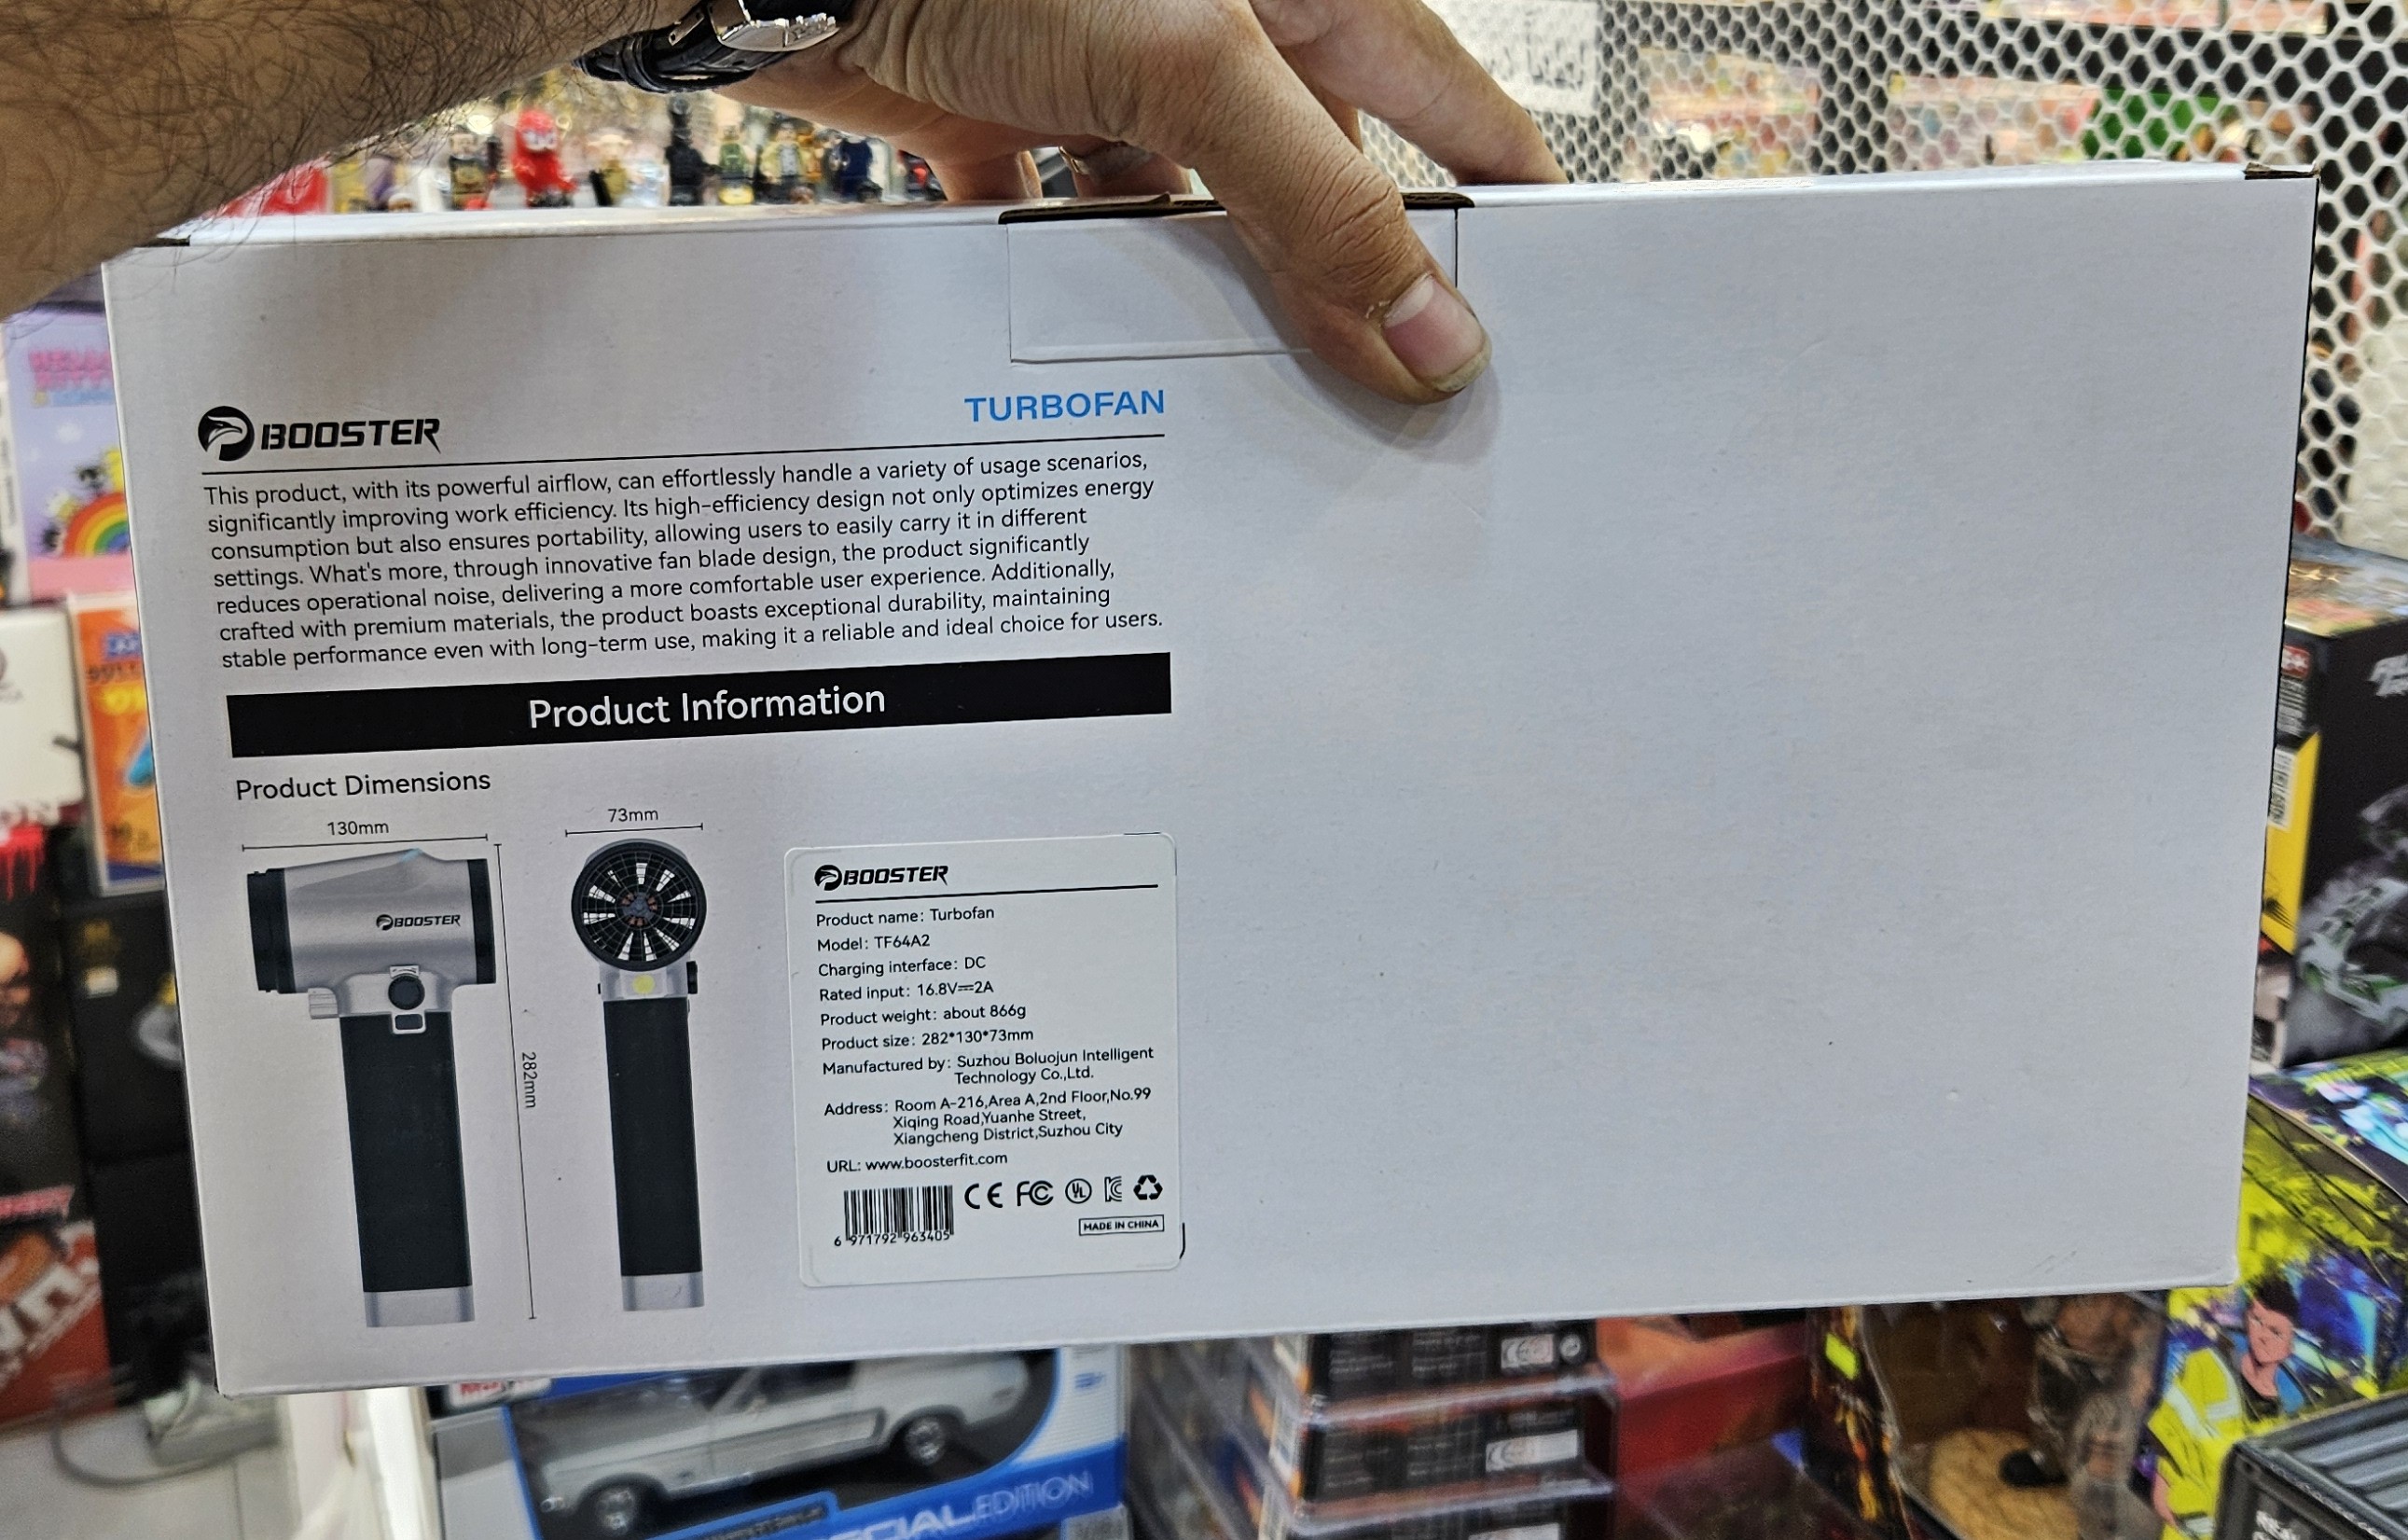 BOOSTER
TURBOFAN
This product, with its powerful airflow, can effortlessly handle a variety of usage scenarios,
significantly improving work efficiency. Its high-efficiency design not only optimizes energy
consumption but also ensures portability, allowing users to easily carry it in different
settings. What's more, through innovative fan blade design, the product significantly
reduces operational noise, delivering a more comfortable user experience. Additionally,
crafted with premium materials, the product boasts exceptional durability, maintaining
stable performance even with long-term use, making it a reliable and ideal choice for users.
Product Information
Product Dimensions
130mm
73mm
BOOSTER
282mm
BOOSTER
Product name: Turbofan
Model: TF64A2
Charging interface: DC
Rated input: 16.8V⎓2A
Product weight: about 866g
Product size: 282*130*73mm
Manufactured by: Suzhou Boluojun Intelligent
Technology Co.,Ltd.
Address: Room A-216,Area A,2nd Floor,No.99
Xiqing Road,Yuanhe Street,
Xiangcheng District,Suzhou City
URL: www.boosterfit.com
CE FC UL KC
6 971792 963405
MADE IN CHINA
SPECIAL EDITION